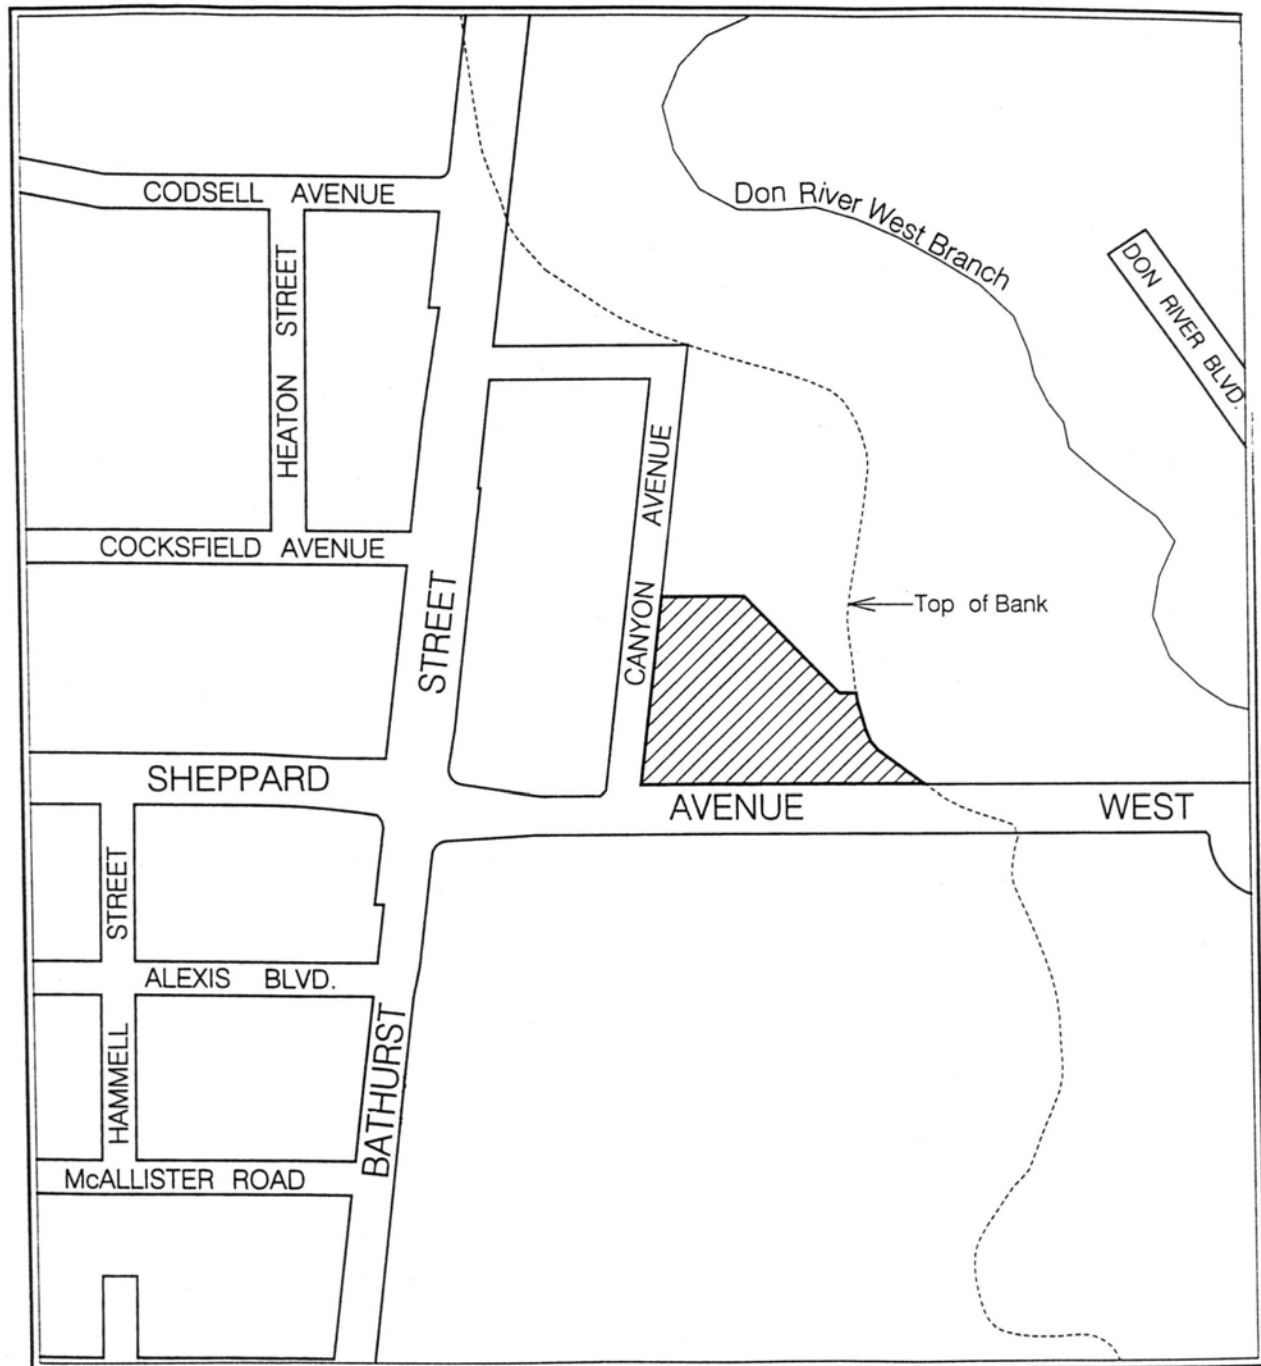 CODSELL AVENUE
HEATON STREET
Don River West Branch
DON RIVER BLVD.
COCKSFIELD AVENUE
CANYON AVENUE
Top of Bank
BATHURST STREET
SHEPPARD AVENUE WEST
HAMMELL STREET
ALEXIS BLVD.
McALLISTER ROAD